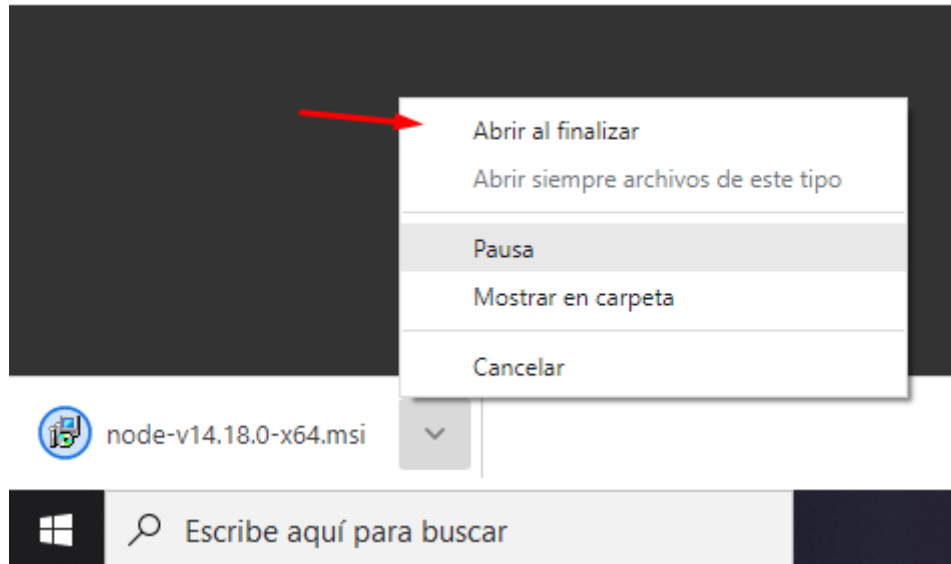 Abrir al finalizar
Abrir siempre archivos de este tipo
Pausa
Mostrar en carpeta
Cancelar
node-v14.18.0-x64.msi
Escribe aquí para buscar